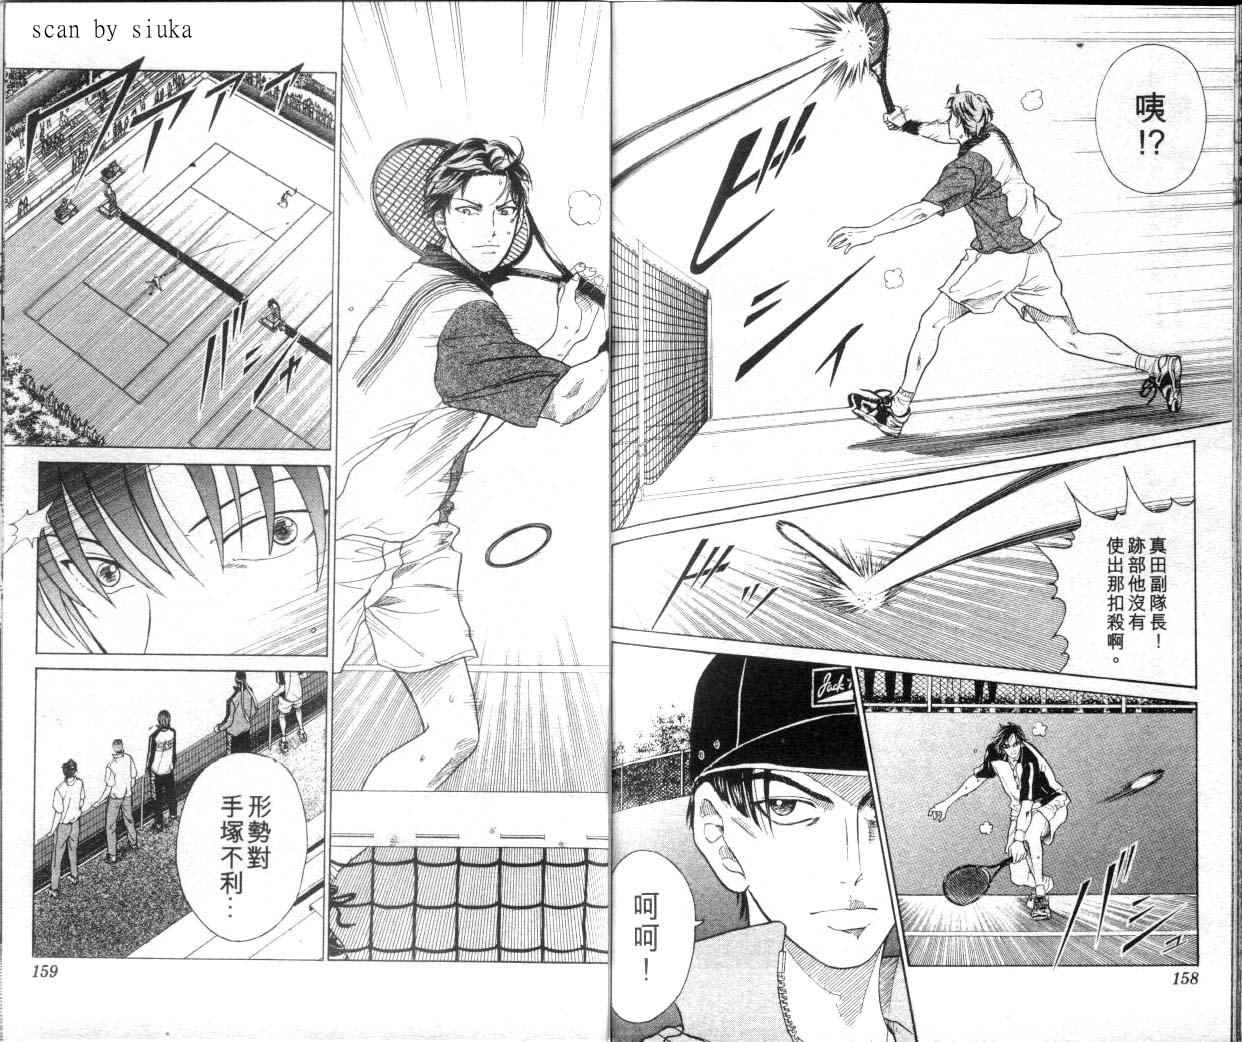 scan by siuka
咦
!?
真田副隊長！
跡部他沒有
使出那扣殺啊。
Jack
呵
呵
！
158
形勢對
手塚不利…
159